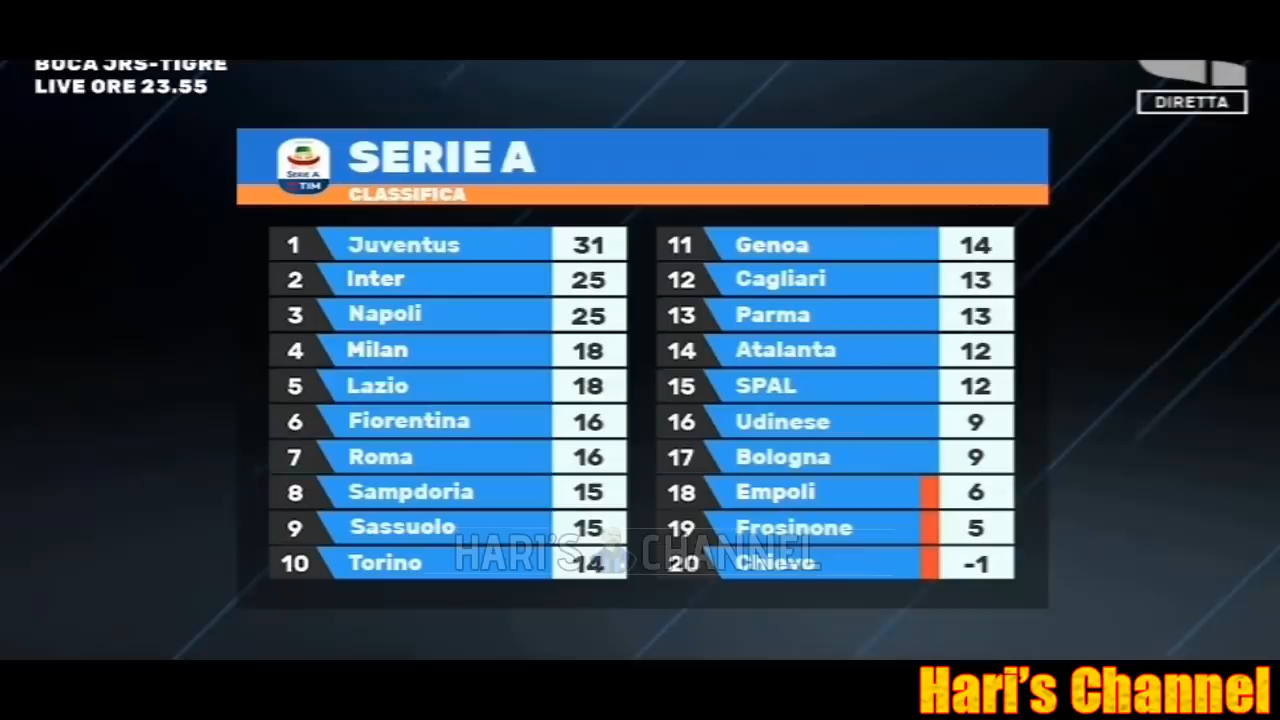 BOCA JRS-TIGRE
LIVE ORE 23.55
DIRETTA
SERIE A
SERIE A
TIM
CLASSIFICA
1 Juventus 31
2 Inter 25
3 Napoli 25
4 Milan 18
5 Lazio 18
6 Fiorentina 16
7 Roma 16
8 Sampdoria 15
9 Sassuolo 15
10 Torino 14
11 Genoa 14
12 Cagliari 13
13 Parma 13
14 Atalanta 12
15 SPAL 12
16 Udinese 9
17 Bologna 9
18 Empoli 6
19 Frosinone 5
20 Chievo -1
HARI'S CHANNEL
Hari's Channel